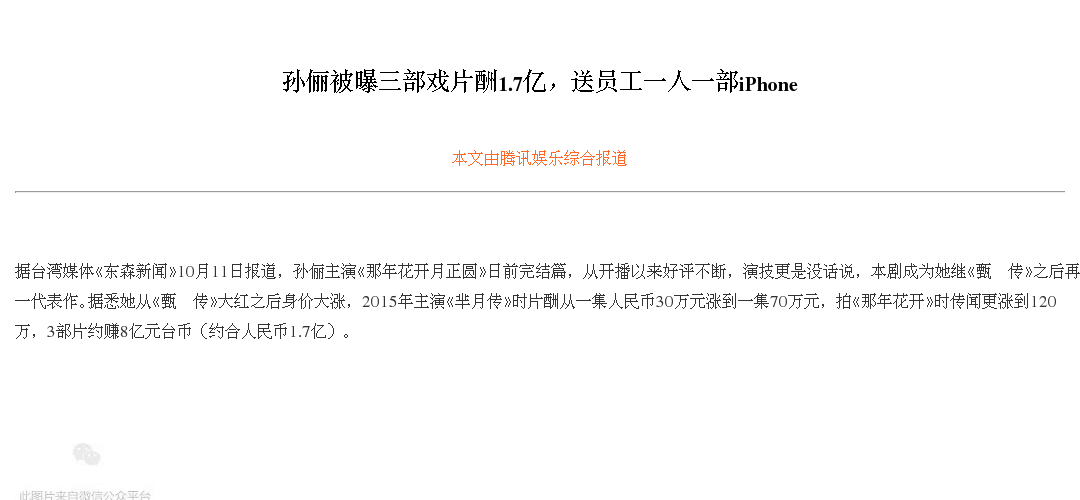 孙俪被曝三部戏片酬1.7亿，送员工一人一部iPhone
本文由腾讯娱乐综合报道
据台湾媒体《东森新闻》10月11日报道，孙俪主演《那年花开月正圆》日前完结篇，从开播以来好评不断，演技更是没话说，本剧成为她继《甄　传》之后再
一代表作。据悉她从《甄　传》大红之后身价大涨，2015年主演《芈月传》时片酬从一集人民币30万元涨到一集70万元，拍《那年花开》时传闻更涨到120
万，3部片约赚8亿元台币（约合人民币1.7亿）。
此图片来自微信公众平台